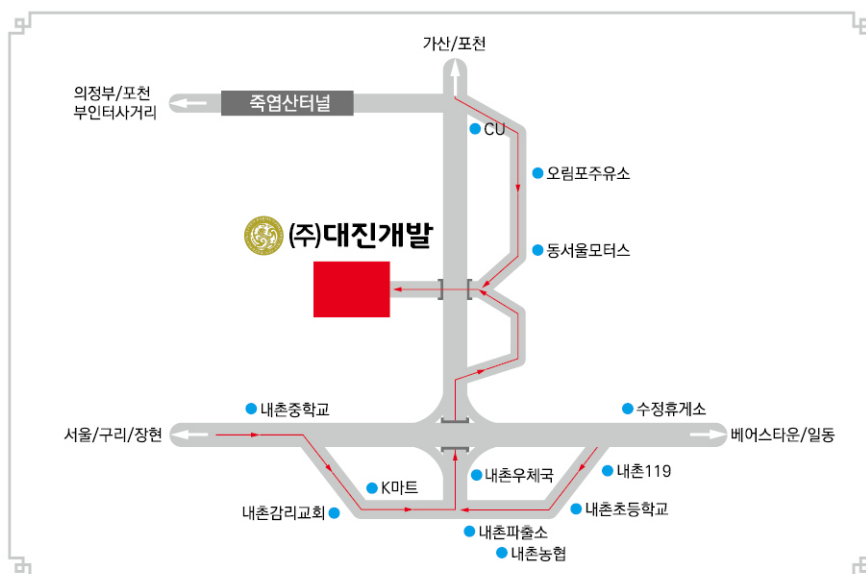 가산/포천
의정부/포천
부인터사거리
죽엽산터널
CU
오림포주유소
(주)대진개발
동서울모터스
내촌중학교
수정휴게소
서울/구리/장현
베어스타운/일동
내촌우체국
내촌119
K마트
내촌감리교회
내촌초등학교
내촌파출소
내촌농협